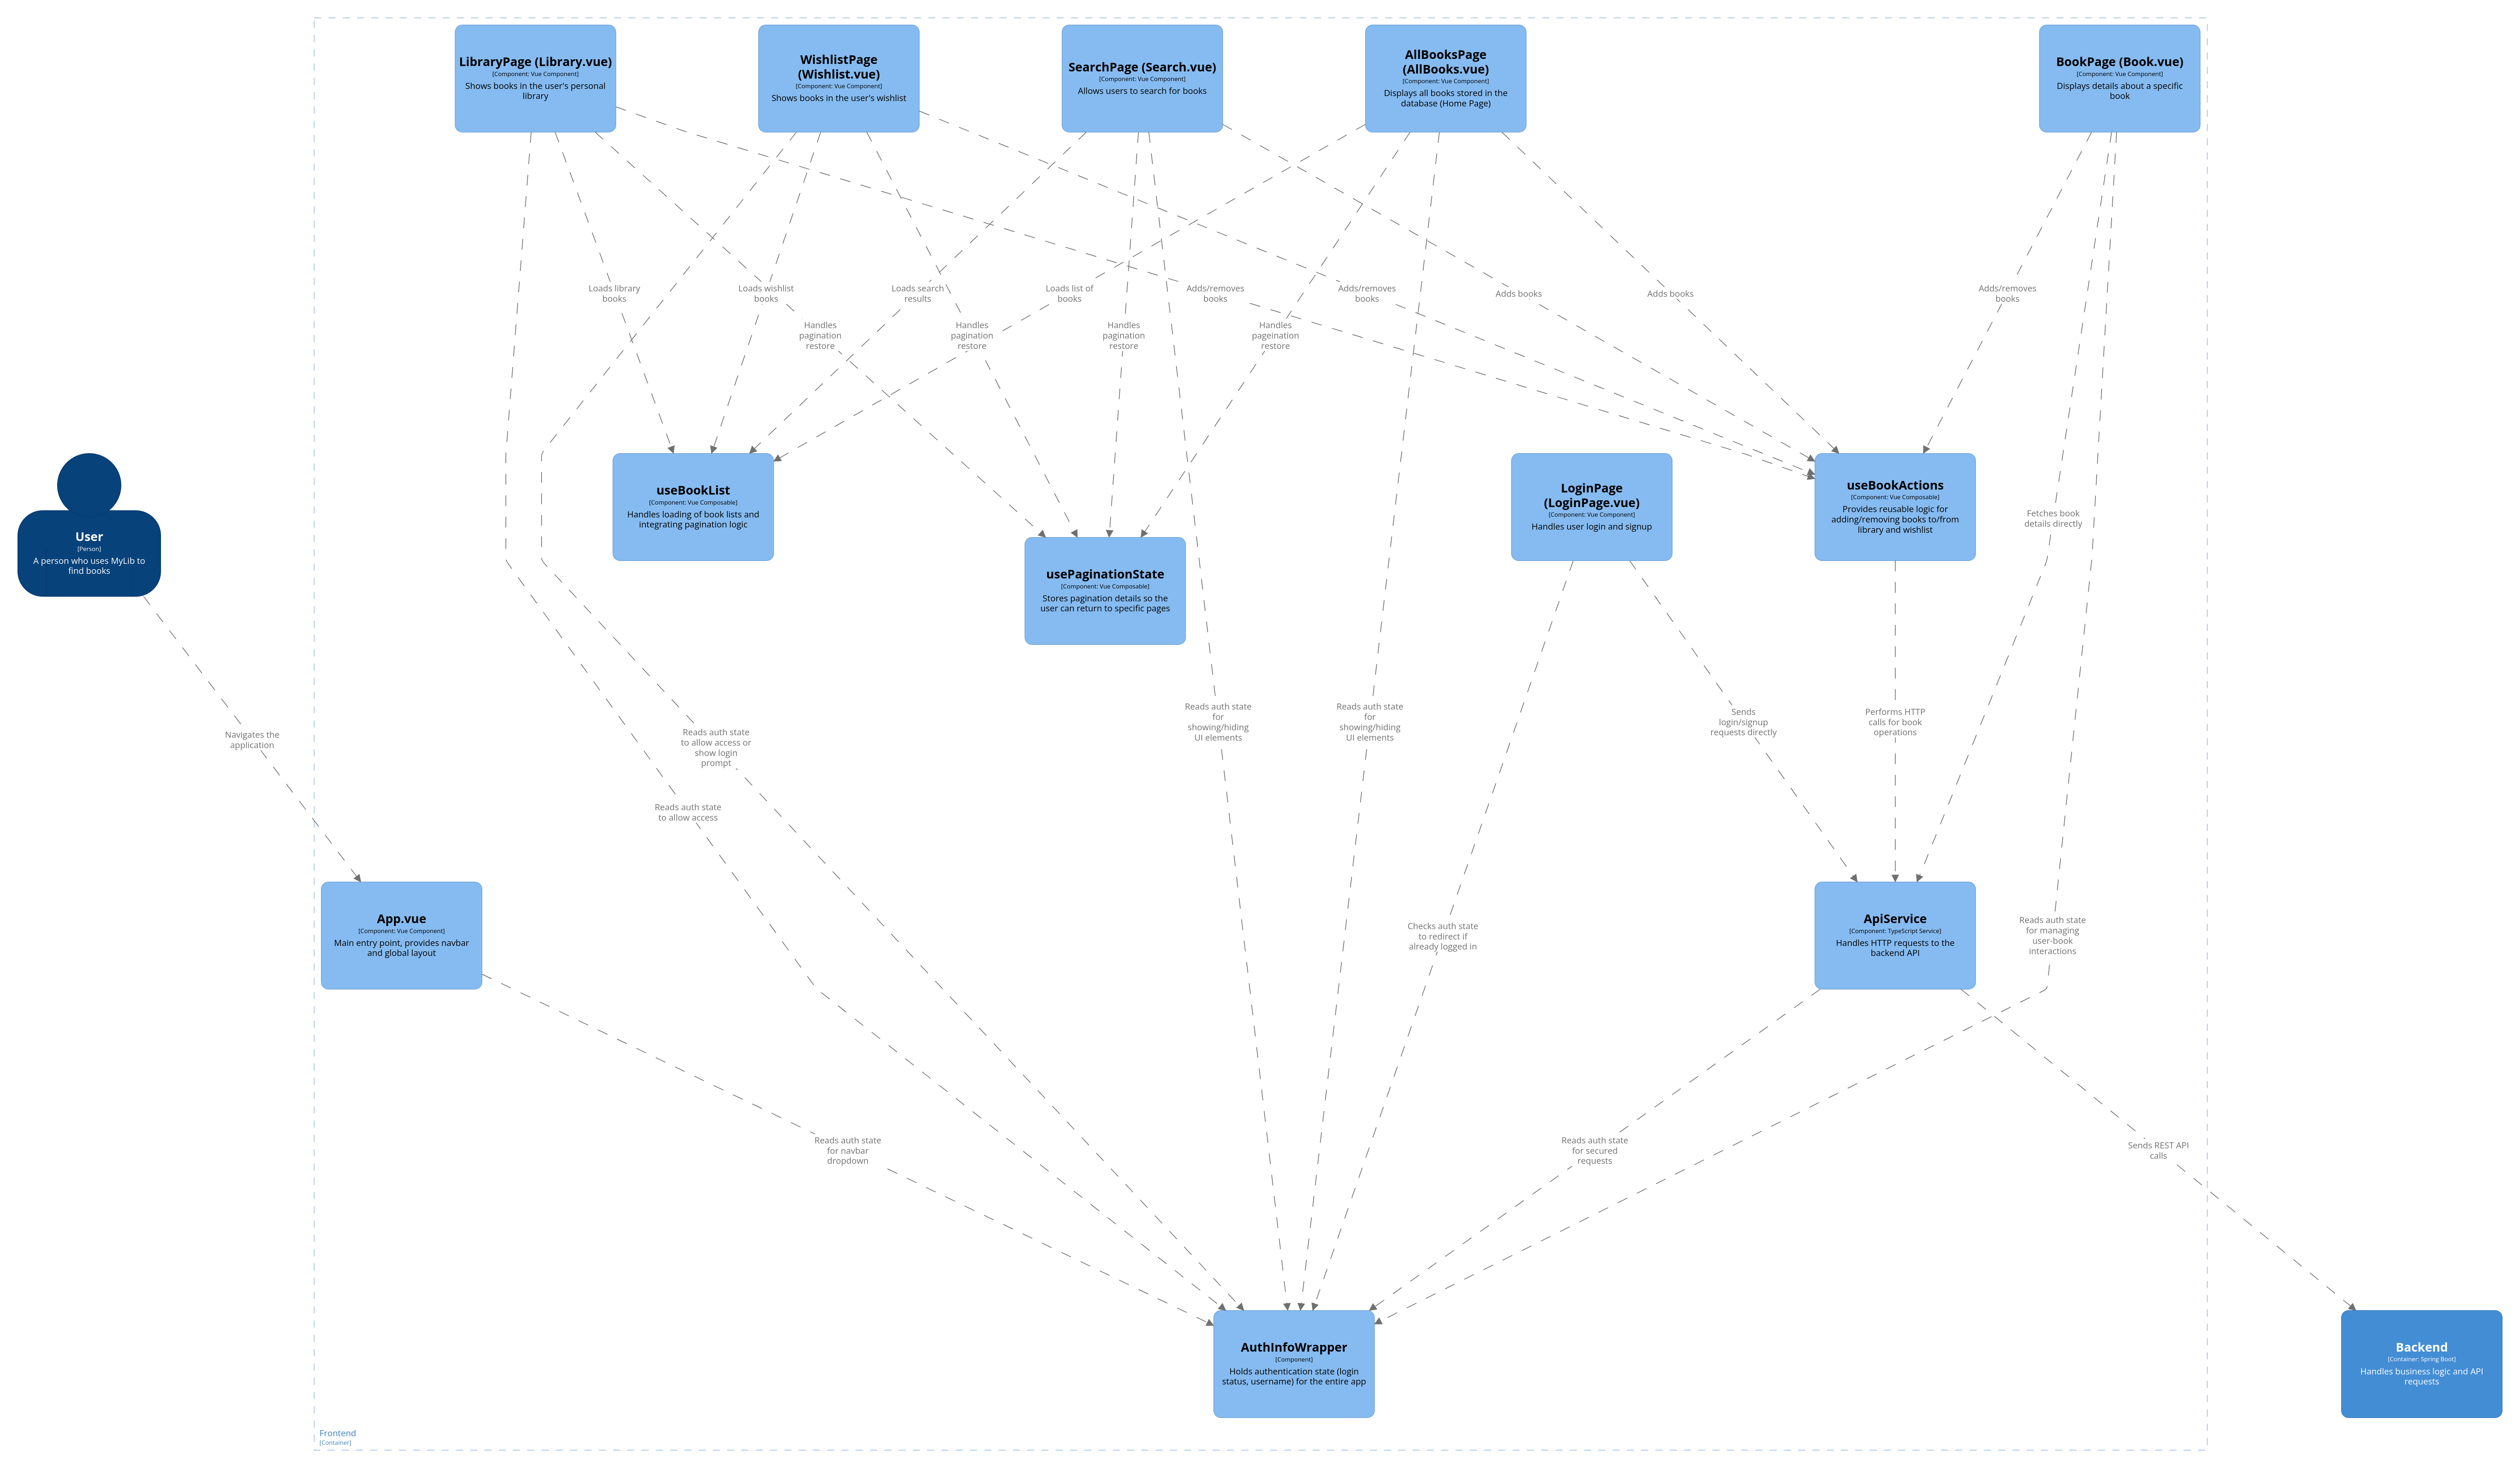 LibraryPage (Library.vue)
[Component: Vue Component]
Shows books in the user's personal
library
WishlistPage
(Wishlist.vue)
[Component: Vue Component]
Shows books in the user's wishlist
SearchPage (Search.vue)
[Component: Vue Component]
Allows users to search for books
AllBooksPage
(AllBooks.vue)
[Component: Vue Component]
Displays all books stored in the
database (Home Page)
BookPage (Book.vue)
[Component: Vue Component]
Displays details about a specific
book
Loads library
books
Loads wishlist
books
Loads search
results
Loads list of
books
Adds/removes
books
Adds/removes
books
Adds books
Adds books
Adds/removes
books
Handles
pagination
restore
Handles
pagination
restore
Handles
pagination
restore
Handles
pageination
restore
useBookList
[Component: Vue Composable]
Handles loading of book lists and
integrating pagination logic
usePaginationState
[Component: Vue Composable]
Stores pagination details so the
user can return to specific pages
LoginPage
(LoginPage.vue)
[Component: Vue Component]
Handles user login and signup
useBookActions
[Component: Vue Composable]
Provides reusable logic for
adding/removing books to/from
library and wishlist
Fetches book
details directly
User
[Person]
A person who uses MyLib to
find books
Navigates the
application
Reads auth state
to allow access or
show login
prompt
Reads auth state
to allow access
Reads auth state
for
showing/hiding
UI elements
Reads auth state
for
showing/hiding
UI elements
Sends
login/signup
requests directly
Performs HTTP
calls for book
operations
App.vue
[Component: Vue Component]
Main entry point, provides navbar
and global layout
Checks auth state
to redirect if
already logged in
ApiService
[Component: TypeScript Service]
Handles HTTP requests to the
backend API
Reads auth state
for managing
user-book
interactions
Reads auth state
for navbar
dropdown
Reads auth state
for secured
requests
Sends REST API
calls
AuthInfoWrapper
[Component]
Holds authentication state (login
status, username) for the entire app
Backend
[Container: Spring Boot]
Handles business logic and API
requests
Frontend
[Container]